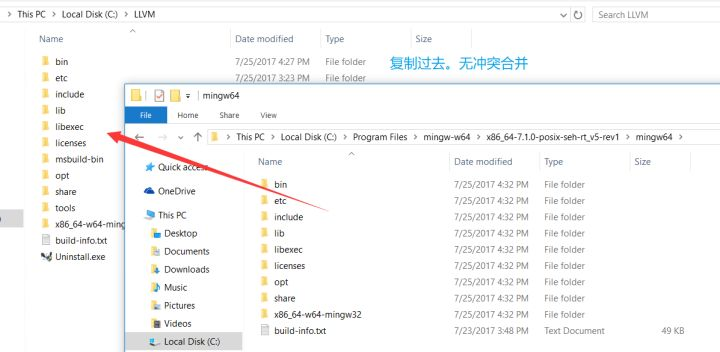 This PC > Local Disk (C:) > LLVM
Search LLVM
Name Date modified Type Size
bin 7/25/2017 4:27 PM File folder
etc 7/25/2017 3:23 PM File folder
复制过去。无冲突合并
include
lib
libexec
licenses
msbuild-bin
opt
share
tools
x86_64-w64-ming
build-info.txt
Uninstall.exe
mingw64
File Home Share View
This PC > Local Disk (C:) > Program Files > mingw-w64 > x86_64-7.1.0-posix-seh-rt_v5-rev1 > mingw64 >
Quick access
OneDrive
This PC
Desktop
Documents
Downloads
Music
Pictures
Videos
Local Disk (C:)
Name Date modified Type Size
bin 7/25/2017 4:32 PM File folder
etc 7/25/2017 4:32 PM File folder
include 7/25/2017 4:32 PM File folder
lib 7/25/2017 4:32 PM File folder
libexec 7/25/2017 4:32 PM File folder
licenses 7/25/2017 4:32 PM File folder
opt 7/25/2017 4:32 PM File folder
share 7/25/2017 4:32 PM File folder
x86_64-w64-mingw32 7/25/2017 4:32 PM File folder
build-info.txt 7/23/2017 3:48 PM Text Document 49 KB